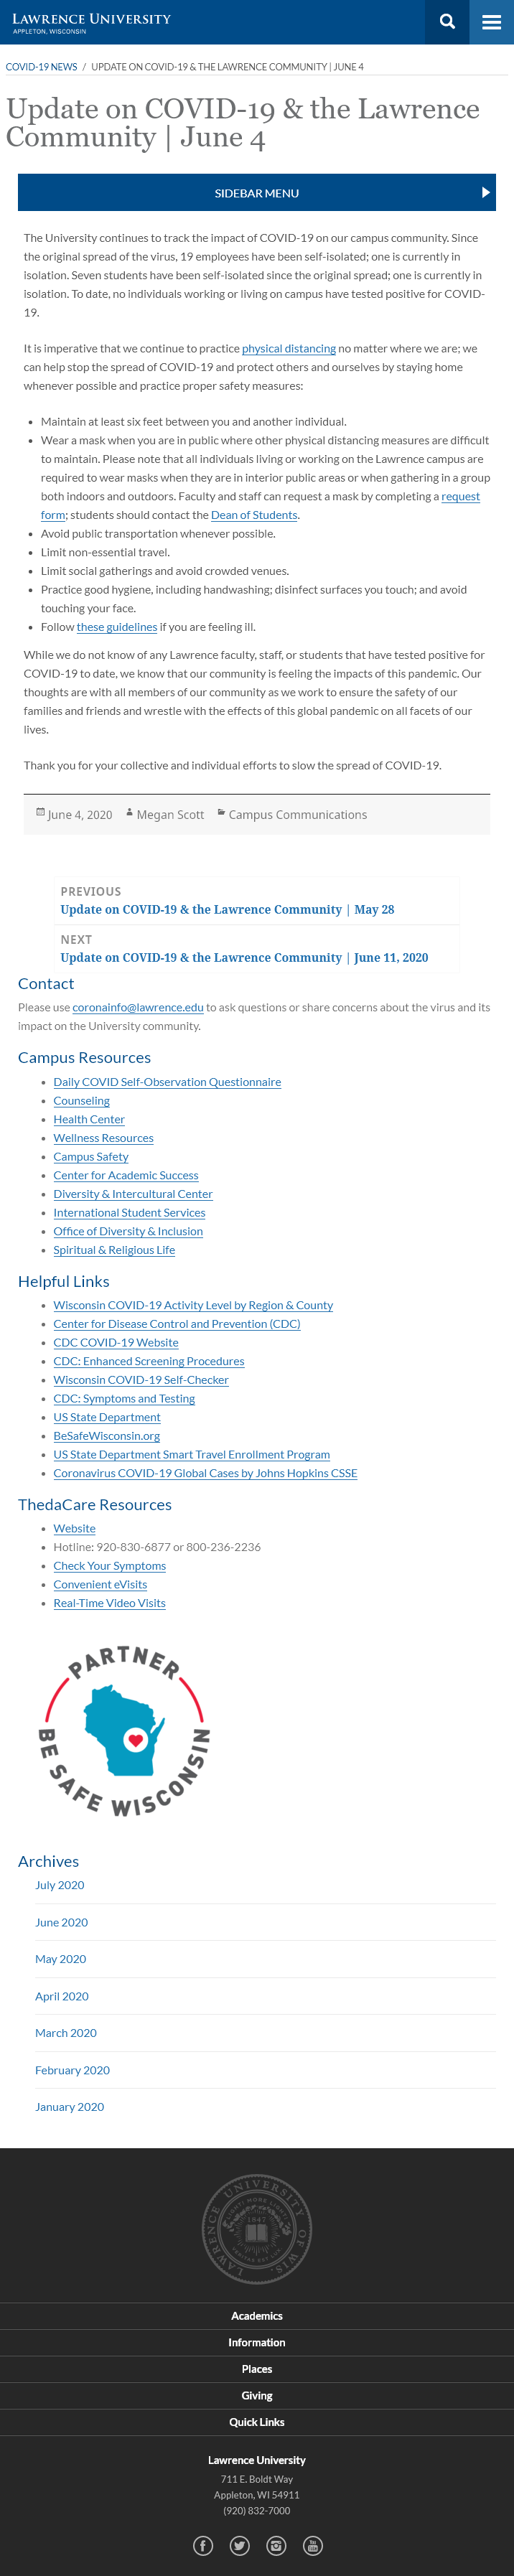 LAWRENCE UNIVERSITY
APPLETON, WISCONSIN
COVID-19 NEWS / UPDATE ON COVID-19 & THE LAWRENCE COMMUNITY | JUNE 4
Update on COVID-19 & the Lawrence
Community | June 4
SIDEBAR MENU
The University continues to track the impact of COVID-19 on our campus community. Since
the original spread of the virus, 19 employees have been self-isolated; one is currently in
isolation. Seven students have been self-isolated since the original spread; one is currently in
isolation. To date, no individuals working or living on campus have tested positive for COVID-
19.
It is imperative that we continue to practice physical distancing no matter where we are; we
can help stop the spread of COVID-19 and protect others and ourselves by staying home
whenever possible and practice proper safety measures:
• Maintain at least six feet between you and another individual.
• Wear a mask when you are in public where other physical distancing measures are difficult
to maintain. Please note that all individuals living or working on the Lawrence campus are
required to wear masks when they are in interior public areas or when gathering in a group
both indoors and outdoors. Faculty and staff can request a mask by completing a request
form; students should contact the Dean of Students.
• Avoid public transportation whenever possible.
• Limit non-essential travel.
• Limit social gatherings and avoid crowded venues.
• Practice good hygiene, including handwashing; disinfect surfaces you touch; and avoid
touching your face.
• Follow these guidelines if you are feeling ill.
While we do not know of any Lawrence faculty, staff, or students that have tested positive for
COVID-19 to date, we know that our community is feeling the impacts of this pandemic. Our
thoughts are with all members of our community as we work to ensure the safety of our
families and friends and wrestle with the effects of this global pandemic on all facets of our
lives.
Thank you for your collective and individual efforts to slow the spread of COVID-19.
June 4, 2020 Megan Scott Campus Communications
PREVIOUS
Update on COVID-19 & the Lawrence Community | May 28
NEXT
Update on COVID-19 & the Lawrence Community | June 11, 2020
Contact
Please use coronainfo@lawrence.edu to ask questions or share concerns about the virus and its
impact on the University community.
Campus Resources
• Daily COVID Self-Observation Questionnaire
• Counseling
• Health Center
• Wellness Resources
• Campus Safety
• Center for Academic Success
• Diversity & Intercultural Center
• International Student Services
• Office of Diversity & Inclusion
• Spiritual & Religious Life
Helpful Links
• Wisconsin COVID-19 Activity Level by Region & County
• Center for Disease Control and Prevention (CDC)
• CDC COVID-19 Website
• CDC: Enhanced Screening Procedures
• Wisconsin COVID-19 Self-Checker
• CDC: Symptoms and Testing
• US State Department
• BeSafeWisconsin.org
• US State Department Smart Travel Enrollment Program
• Coronavirus COVID-19 Global Cases by Johns Hopkins CSSE
ThedaCare Resources
• Website
• Hotline: 920-830-6877 or 800-236-2236
• Check Your Symptoms
• Convenient eVisits
• Real-Time Video Visits
PARTNER
BE SAFE WISCONSIN
Archives
July 2020
June 2020
May 2020
April 2020
March 2020
February 2020
January 2020
LAWRENCE UNIVERSITY OF WIS.
LIGHT! MORE LIGHT!
1847
VERITAS EST LUX
Academics
Information
Places
Giving
Quick Links
Lawrence University
711 E. Boldt Way
Appleton, WI 54911
(920) 832-7000
You
Tube